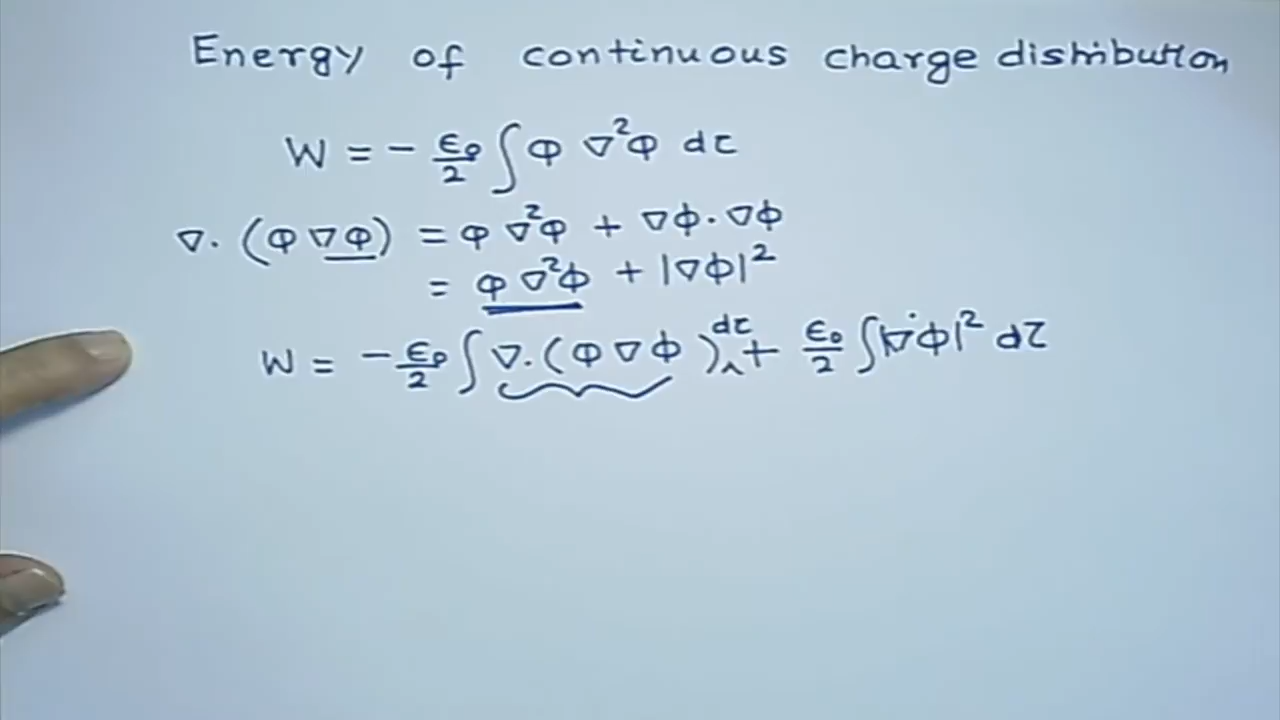 Energy of continuous charge distribution
W = - ε₀/2 ∫ Φ ∇²Φ dτ
∇. (Φ ∇Φ) = Φ ∇²Φ + ∇Φ . ∇Φ
= Φ ∇²Φ + |∇Φ|²
W = - ε₀/2 ∫ ∇. (Φ ∇Φ) dτ + ε₀/2 ∫ |∇Φ|² dτ